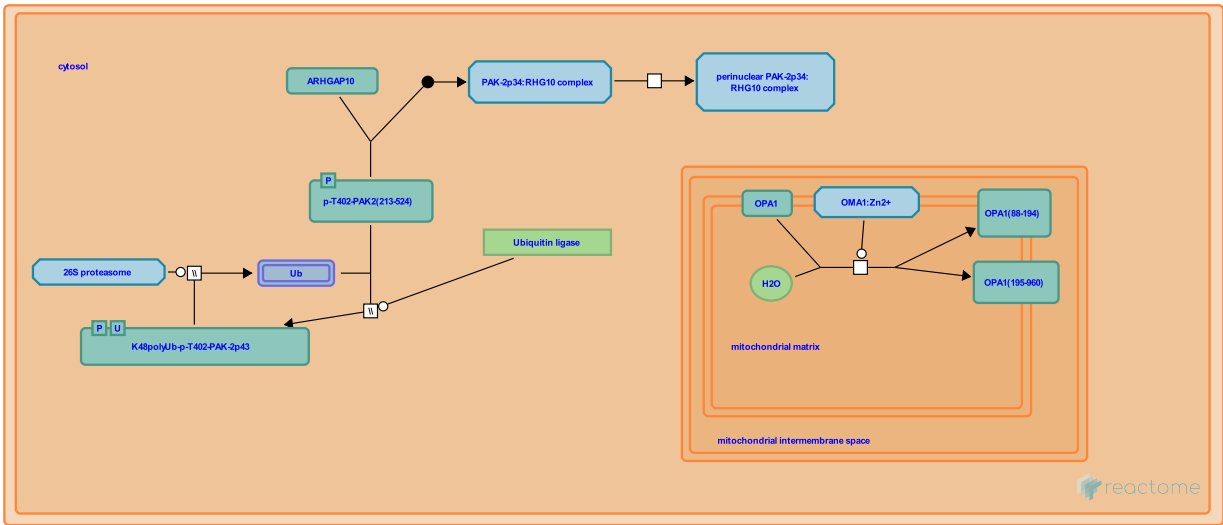 cytosol
ARHGAP10
PAK-2p34:RHG10 complex
perinuclear PAK-2p34:
RHG10 complex
P
p-T402-PAK2(213-524)
OPA1
OMA1:Zn2+
OPA1(88-194)
Ubiquitin ligase
26S proteasome
\\
Ub
H2O
OPA1(195-960)
\\
P
U
K48polyUb-p-T402-PAK-2p43
mitochondrial matrix
mitochondrial intermembrane space
reactome